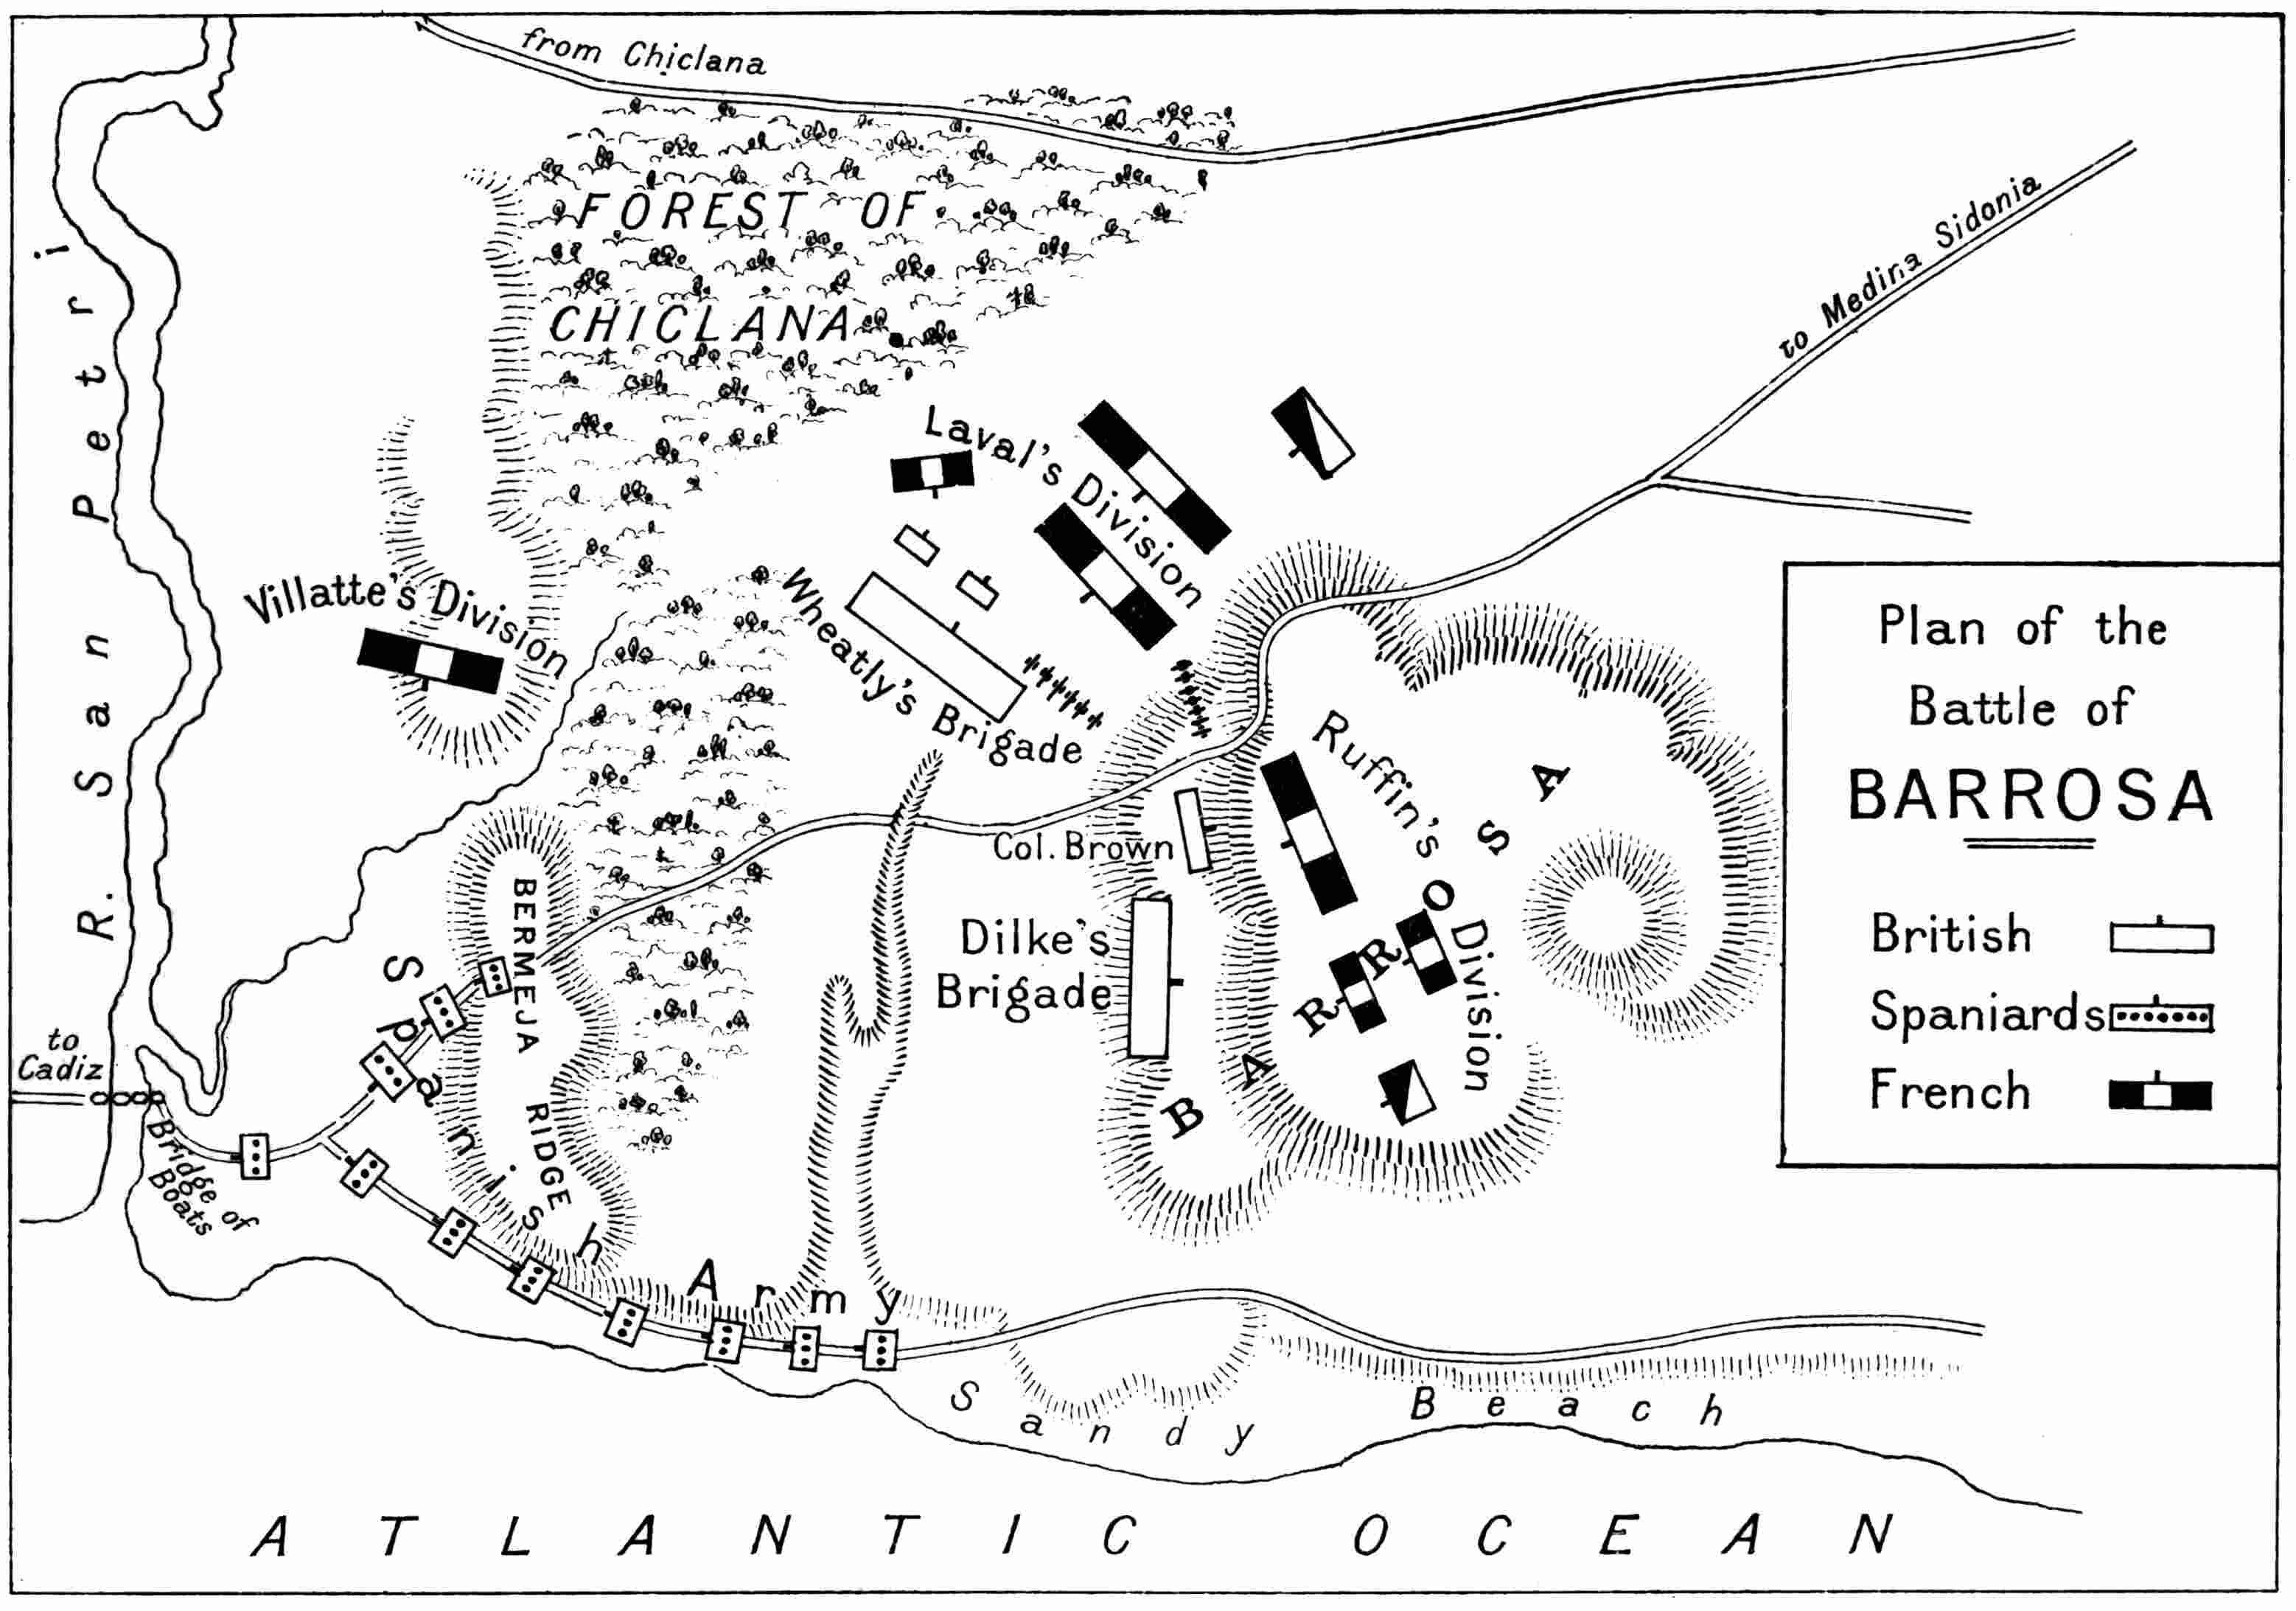 from Chiclana
FOREST OF
CHICLANA
to Medina Sidonia
R. San Petri
Laval's Division
Villatte's Division
Wheatly's Brigade
Ruffin's Division
Col. Brown
Dilke's
Brigade
BARROSA
BERMEJA
RIDGE
Spanish Army
to
Cadiz
Bridge of
Boats
Sandy Beach
ATLANTIC OCEAN
Plan of the
Battle of
BARROSA
British
Spaniards
French